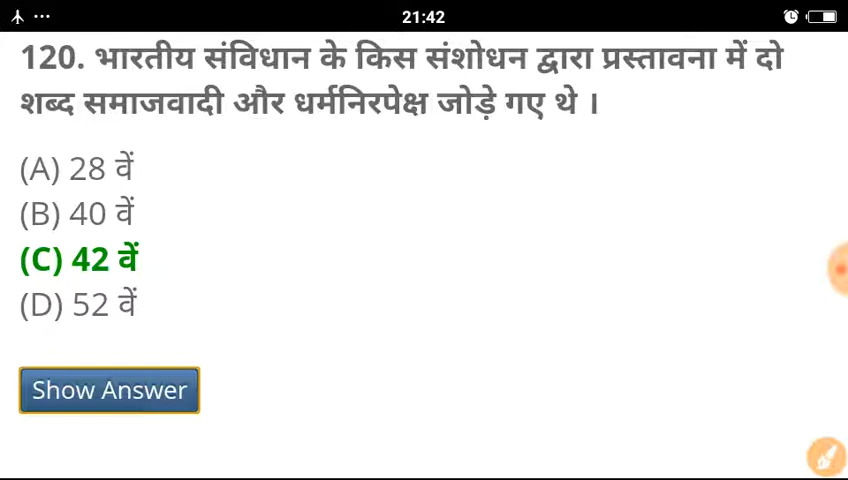 21:42
120. भारतीय संविधान के किस संशोधन द्वारा प्रस्तावना में दो
शब्द समाजवादी और धर्मनिरपेक्ष जोड़े गए थे ।
(A) 28 वें
(B) 40 वें
(C) 42 वें
(D) 52 वें
Show Answer